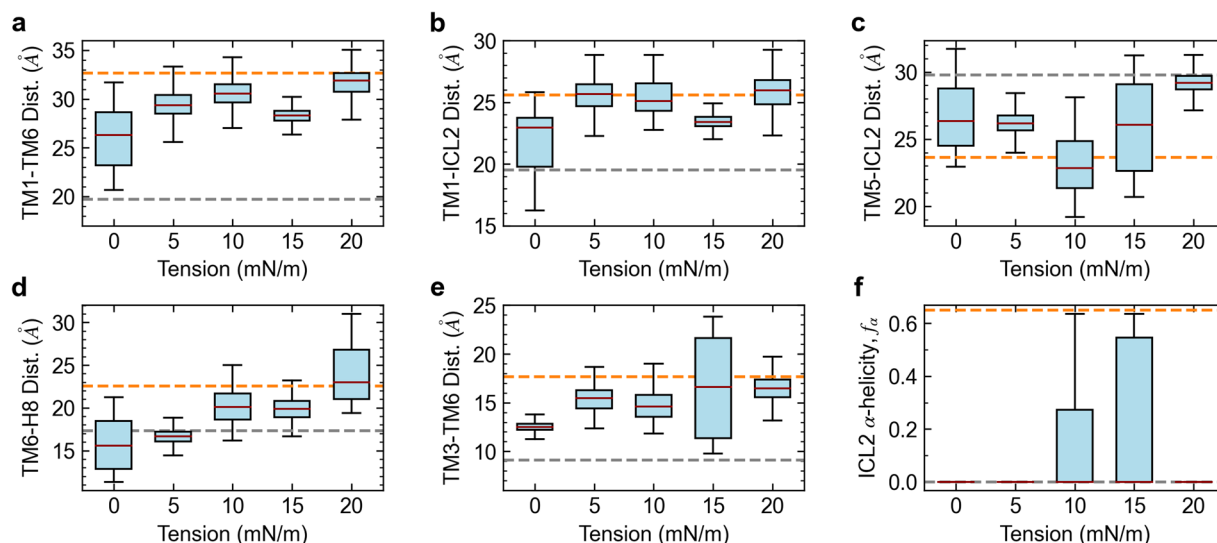 a
TM1-TM6 Dist. (Å)
35
30
25
20
0 5 10 15 20
Tension (mN/m)
b
TM1-ICL2 Dist. (Å)
30
25
20
15
0 5 10 15 20
Tension (mN/m)
c
TM5-ICL2 Dist. (Å)
30
25
20
0 5 10 15 20
Tension (mN/m)
d
TM6-H8 Dist. (Å)
30
25
20
15
0 5 10 15 20
Tension (mN/m)
e
TM3-TM6 Dist. (Å)
25
20
15
10
5
0 5 10 15 20
Tension (mN/m)
f
ICL2 α-helicity, fα
0.6
0.4
0.2
0.0
0 5 10 15 20
Tension (mN/m)